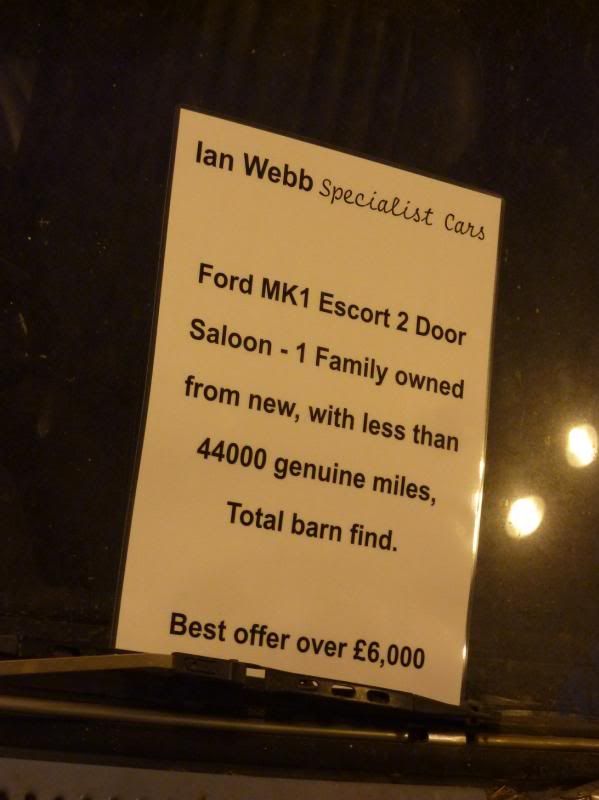 Ian Webb Specialist Cars
Ford MK1 Escort 2 Door
Saloon - 1 Family owned
from new, with less than
44000 genuine miles,
Total barn find.
Best offer over £6,000